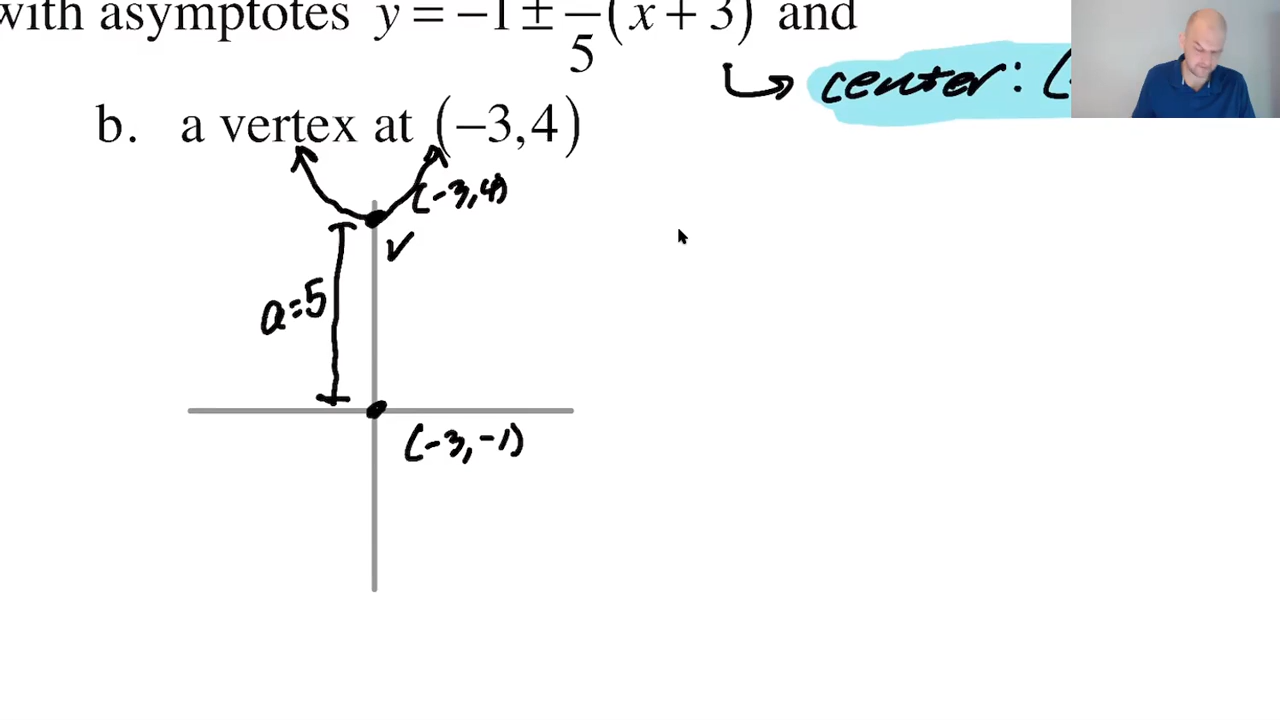 with asymptotes y = −1 ± —/5 (x + 3) and
center: (
b. a vertex at (−3,4)
(-3,4)
V
a=5
(-3,-1)